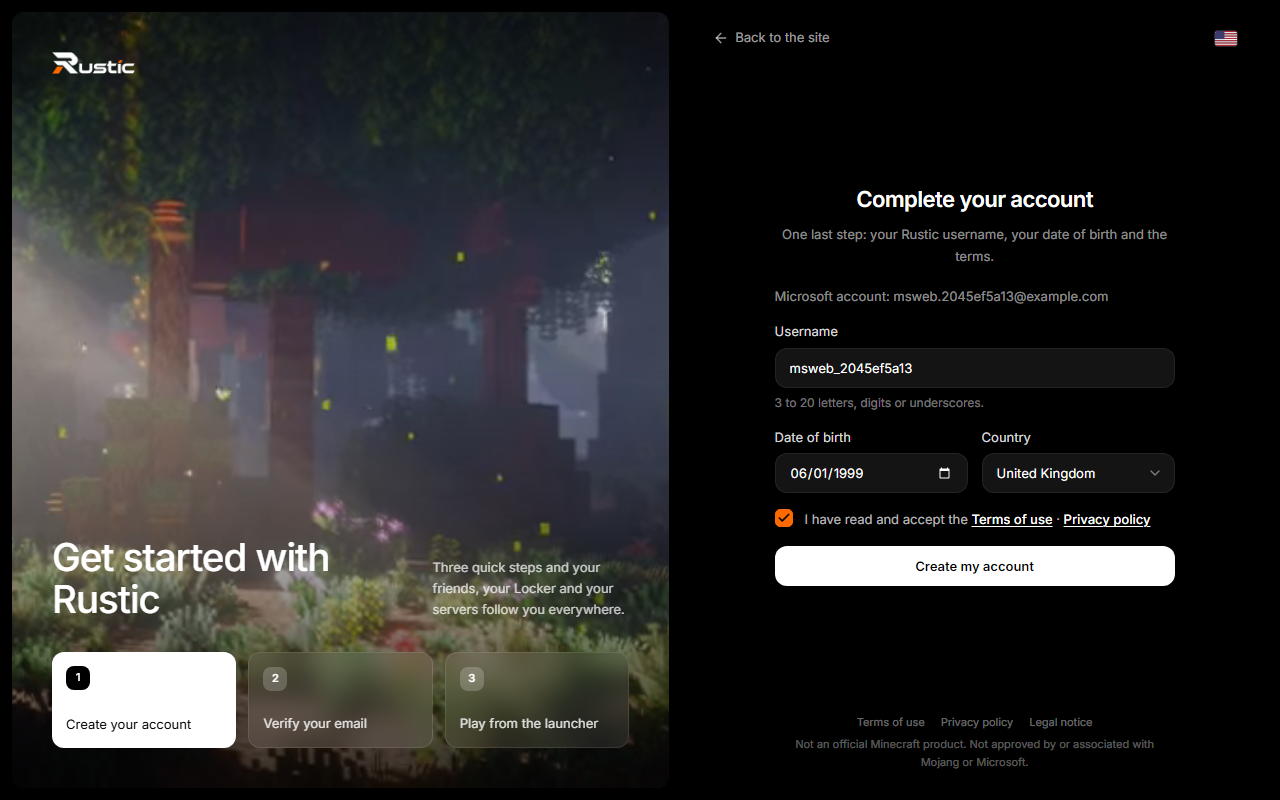 Rustic
Get started with
Rustic
Three quick steps and your
friends, your Locker and your
servers follow you everywhere.
1
Create your account
2
Verify your email
3
Play from the launcher
Back to the site
Complete your account
One last step: your Rustic username, your date of birth and the
terms.
Microsoft account: msweb.2045ef5a13@example.com
Username
msweb_2045ef5a13
3 to 20 letters, digits or underscores.
Date of birth
Country
06/01/1999
United Kingdom
I have read and accept the Terms of use · Privacy policy
Create my account
Terms of use
Privacy policy
Legal notice
Not an official Minecraft product. Not approved by or associated with
Mojang or Microsoft.